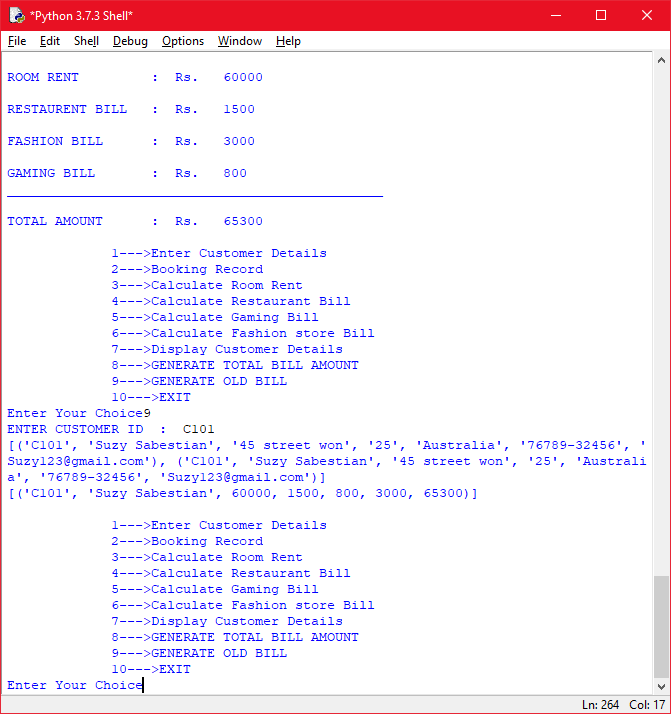 *Python 3.7.3 Shell*
File Edit Shell Debug Options Window Help
ROOM RENT : Rs. 60000
RESTAURENT BILL : Rs. 1500
FASHION BILL : Rs. 3000
GAMING BILL : Rs. 800
_______________________________________________
TOTAL AMOUNT : Rs. 65300
1--->Enter Customer Details
2--->Booking Record
3--->Calculate Room Rent
4--->Calculate Restaurant Bill
5--->Calculate Gaming Bill
6--->Calculate Fashion store Bill
7--->Display Customer Details
8--->GENERATE TOTAL BILL AMOUNT
9--->GENERATE OLD BILL
10--->EXIT
Enter Your Choice9
ENTER CUSTOMER ID : C101
[('C101', 'Suzy Sabestian', '45 street won', '25', 'Australia', '76789-32456', '
Suzy123@gmail.com'), ('C101', 'Suzy Sabestian', '45 street won', '25', 'Australi
a', '76789-32456', 'Suzy123@gmail.com')]
[('C101', 'Suzy Sabestian', 60000, 1500, 800, 3000, 65300)]
1--->Enter Customer Details
2--->Booking Record
3--->Calculate Room Rent
4--->Calculate Restaurant Bill
5--->Calculate Gaming Bill
6--->Calculate Fashion store Bill
7--->Display Customer Details
8--->GENERATE TOTAL BILL AMOUNT
9--->GENERATE OLD BILL
10--->EXIT
Enter Your Choice
Ln: 264 Col: 17